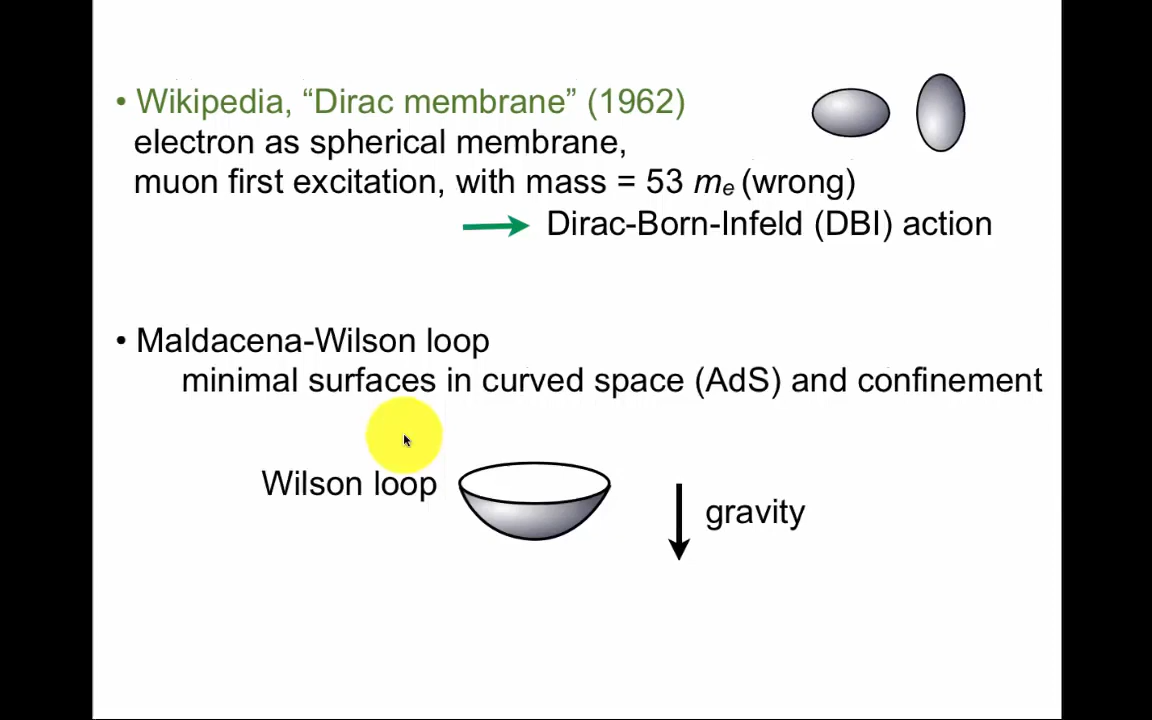 • Wikipedia, “Dirac membrane” (1962)
electron as spherical membrane,
muon first excitation, with mass = 53 me (wrong)
Dirac-Born-Infeld (DBI) action
• Maldacena-Wilson loop
minimal surfaces in curved space (AdS) and confinement
Wilson loop
gravity